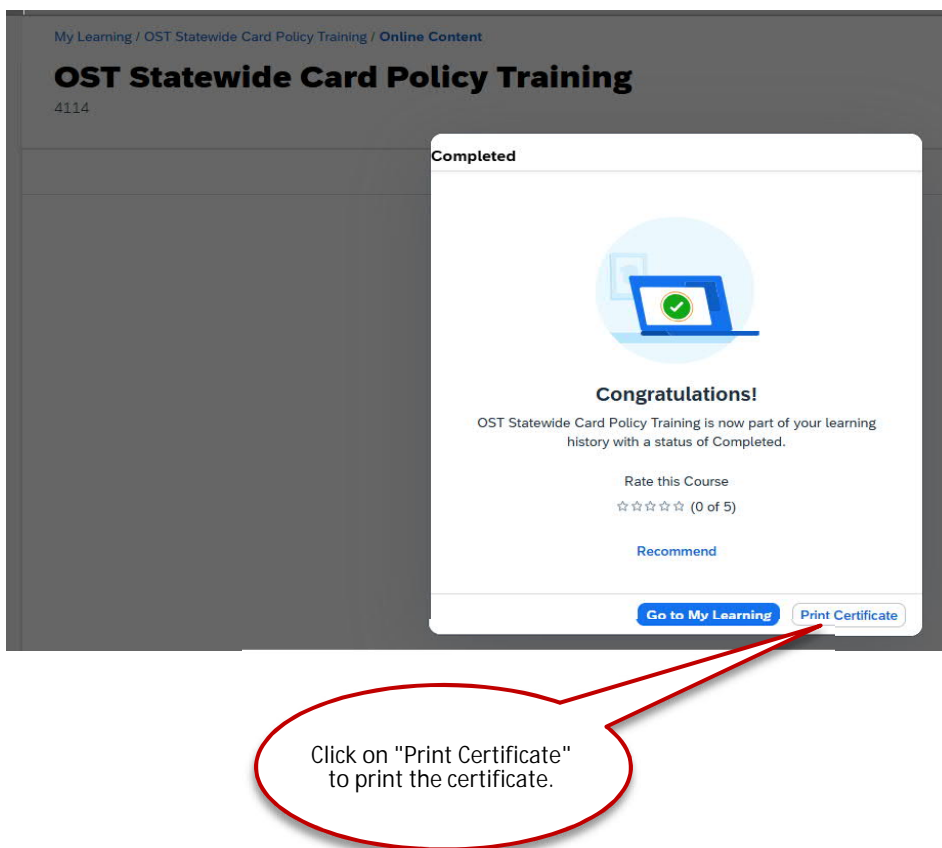 My Learning / OST Statewide Card Policy Training / Online Content
OST Statewide Card Policy Training
4114
Completed
Congratulations!
OST Statewide Card Policy Training is now part of your learning
history with a status of Completed.
Rate this Course
☆☆☆☆☆ (0 of 5)
Recommend
Go to My Learning Print Certificate
Click on "Print Certificate"
to print the certificate.